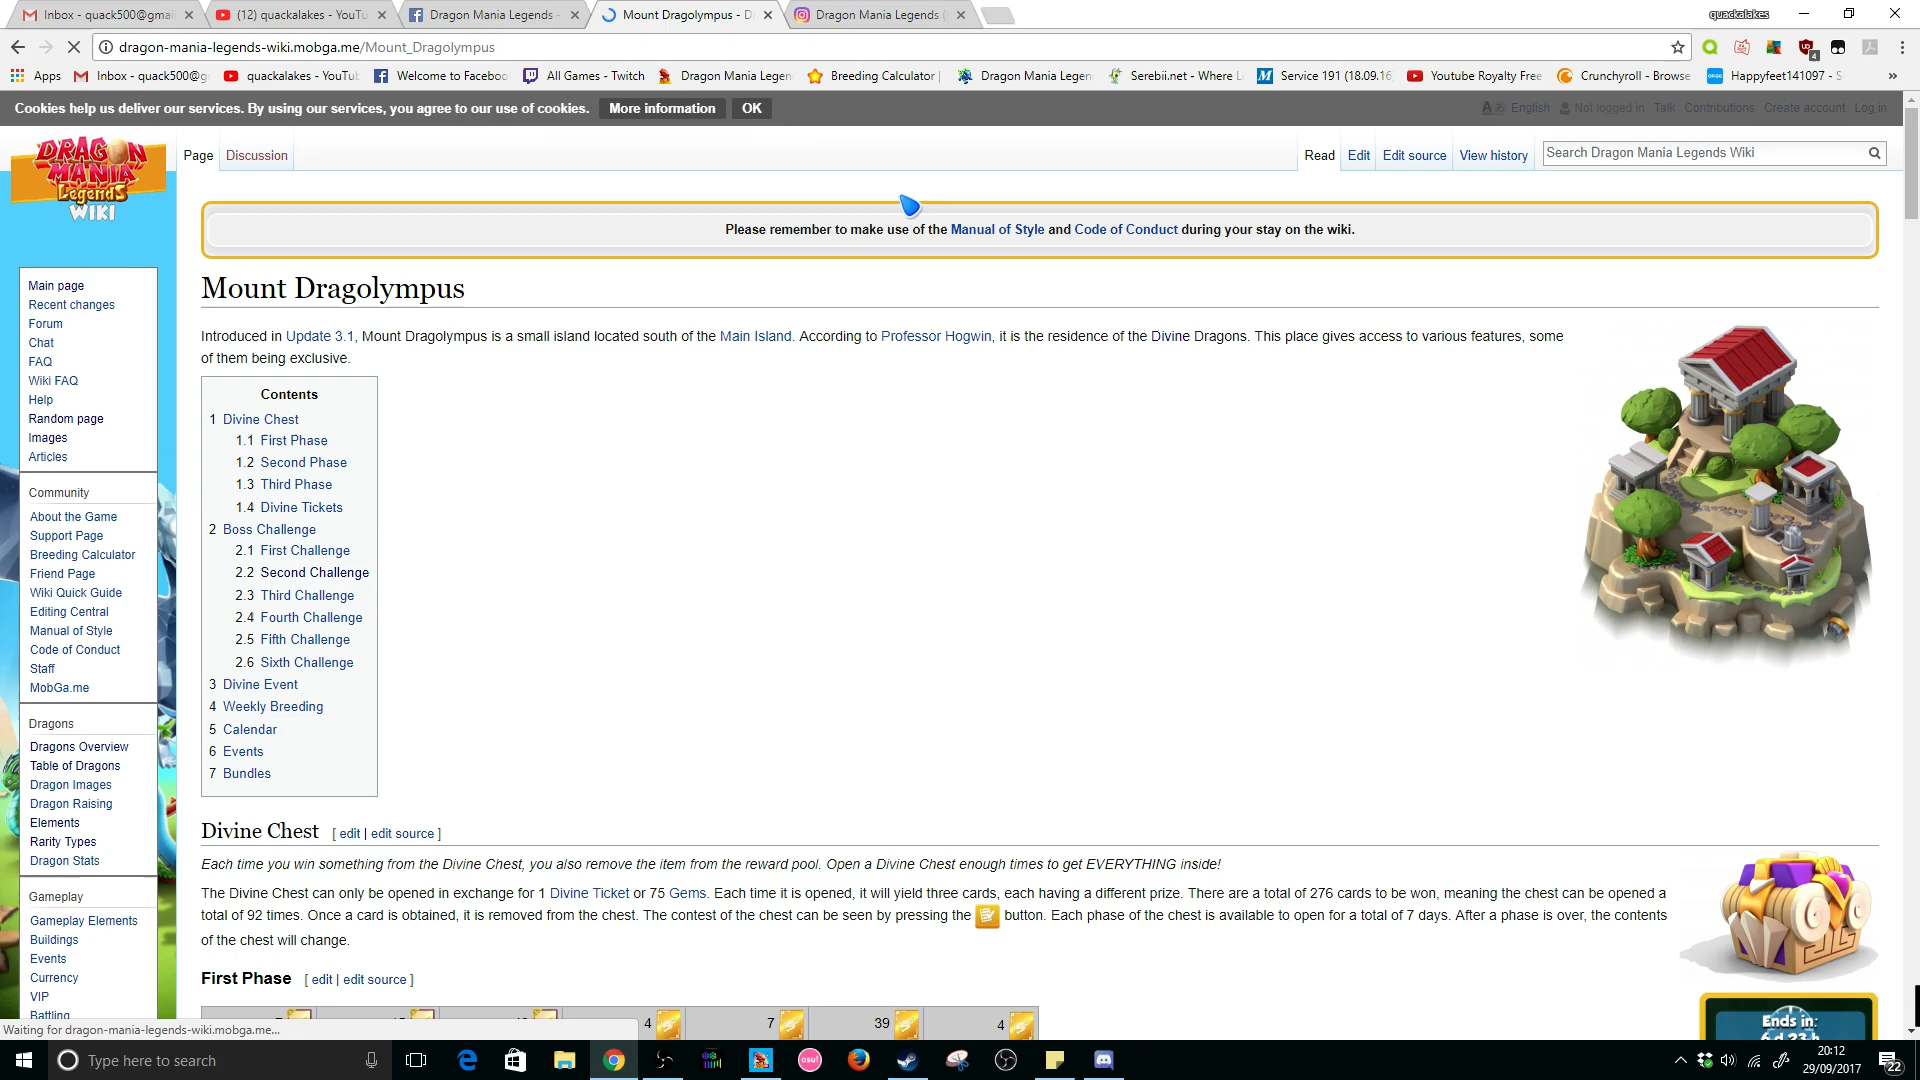 Inbox - quack500@gmai
(12) quackalakes - YouTu
Dragon Mania Legends -
Mount Dragolympus - D
Dragon Mania Legends (
quackalakes
dragon-mania-legends-wiki.mobga.me/Mount_Dragolympus
Apps
Inbox - quack500@g
quackalakes - YouTub
Welcome to Faceboo
All Games - Twitch
Dragon Mania Legen
Breeding Calculator |
Dragon Mania Legen
Serebii.net - Where L
Service 191 (18.09.16
Youtube Royalty Free
Crunchyroll - Browse
Happyfeet141097 - S
»
Cookies help us deliver our services. By using our services, you agree to our use of cookies.
More information
OK
English
Not logged in
Talk
Contributions
Create account
Log in
DRAGON
MANIA
Legends
WIKI
Page
Discussion
Read
Edit
Edit source
View history
Search Dragon Mania Legends Wiki
Please remember to make use of the Manual of Style and Code of Conduct during your stay on the wiki.
Main page
Recent changes
Forum
Chat
FAQ
Wiki FAQ
Help
Random page
Images
Articles
Community
About the Game
Support Page
Breeding Calculator
Friend Page
Wiki Quick Guide
Editing Central
Manual of Style
Code of Conduct
Staff
MobGa.me
Dragons
Dragons Overview
Table of Dragons
Dragon Images
Dragon Raising
Elements
Rarity Types
Dragon Stats
Gameplay
Gameplay Elements
Buildings
Events
Currency
VIP
Battling
Mount Dragolympus
Introduced in Update 3.1, Mount Dragolympus is a small island located south of the Main Island. According to Professor Hogwin, it is the residence of the Divine Dragons. This place gives access to various features, some
of them being exclusive.
Contents
1 Divine Chest
1.1 First Phase
1.2 Second Phase
1.3 Third Phase
1.4 Divine Tickets
2 Boss Challenge
2.1 First Challenge
2.2 Second Challenge
2.3 Third Challenge
2.4 Fourth Challenge
2.5 Fifth Challenge
2.6 Sixth Challenge
3 Divine Event
4 Weekly Breeding
5 Calendar
6 Events
7 Bundles
Divine Chest [ edit | edit source ]
Each time you win something from the Divine Chest, you also remove the item from the reward pool. Open a Divine Chest enough times to get EVERYTHING inside!
The Divine Chest can only be opened in exchange for 1 Divine Ticket or 75 Gems. Each time it is opened, it will yield three cards, each having a different prize. There are a total of 276 cards to be won, meaning the chest can be opened a
total of 92 times. Once a card is obtained, it is removed from the chest. The contest of the chest can be seen by pressing the button. Each phase of the chest is available to open for a total of 7 days. After a phase is over, the contents
of the chest will change.
First Phase [ edit | edit source ]
4 7 39 4
Ends in:
6 d 23 h
Waiting for dragon-mania-legends-wiki.mobga.me...
Type here to search
osu!
20:12
29/09/2017
22